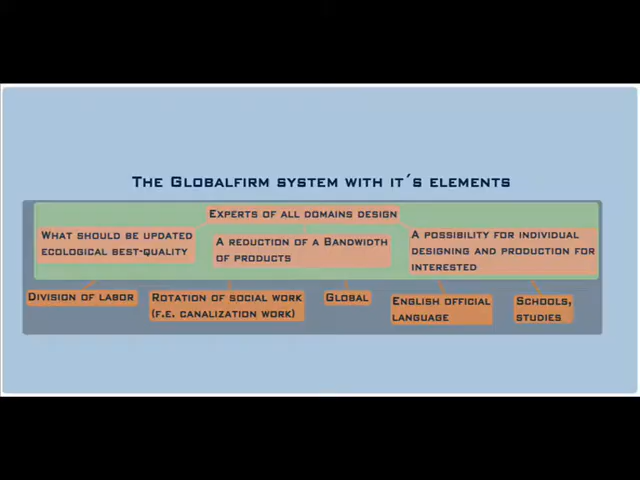 The Globalfirm system with it´s elements
Experts of all domains design
What should be updated
ecological best-quality
A reduction of a Bandwidth
of products
A possibility for individual
designing and production for
interested
Division of labor
Rotation of social work
(f.e. canalization work)
Global
English official
language
Schools,
studies